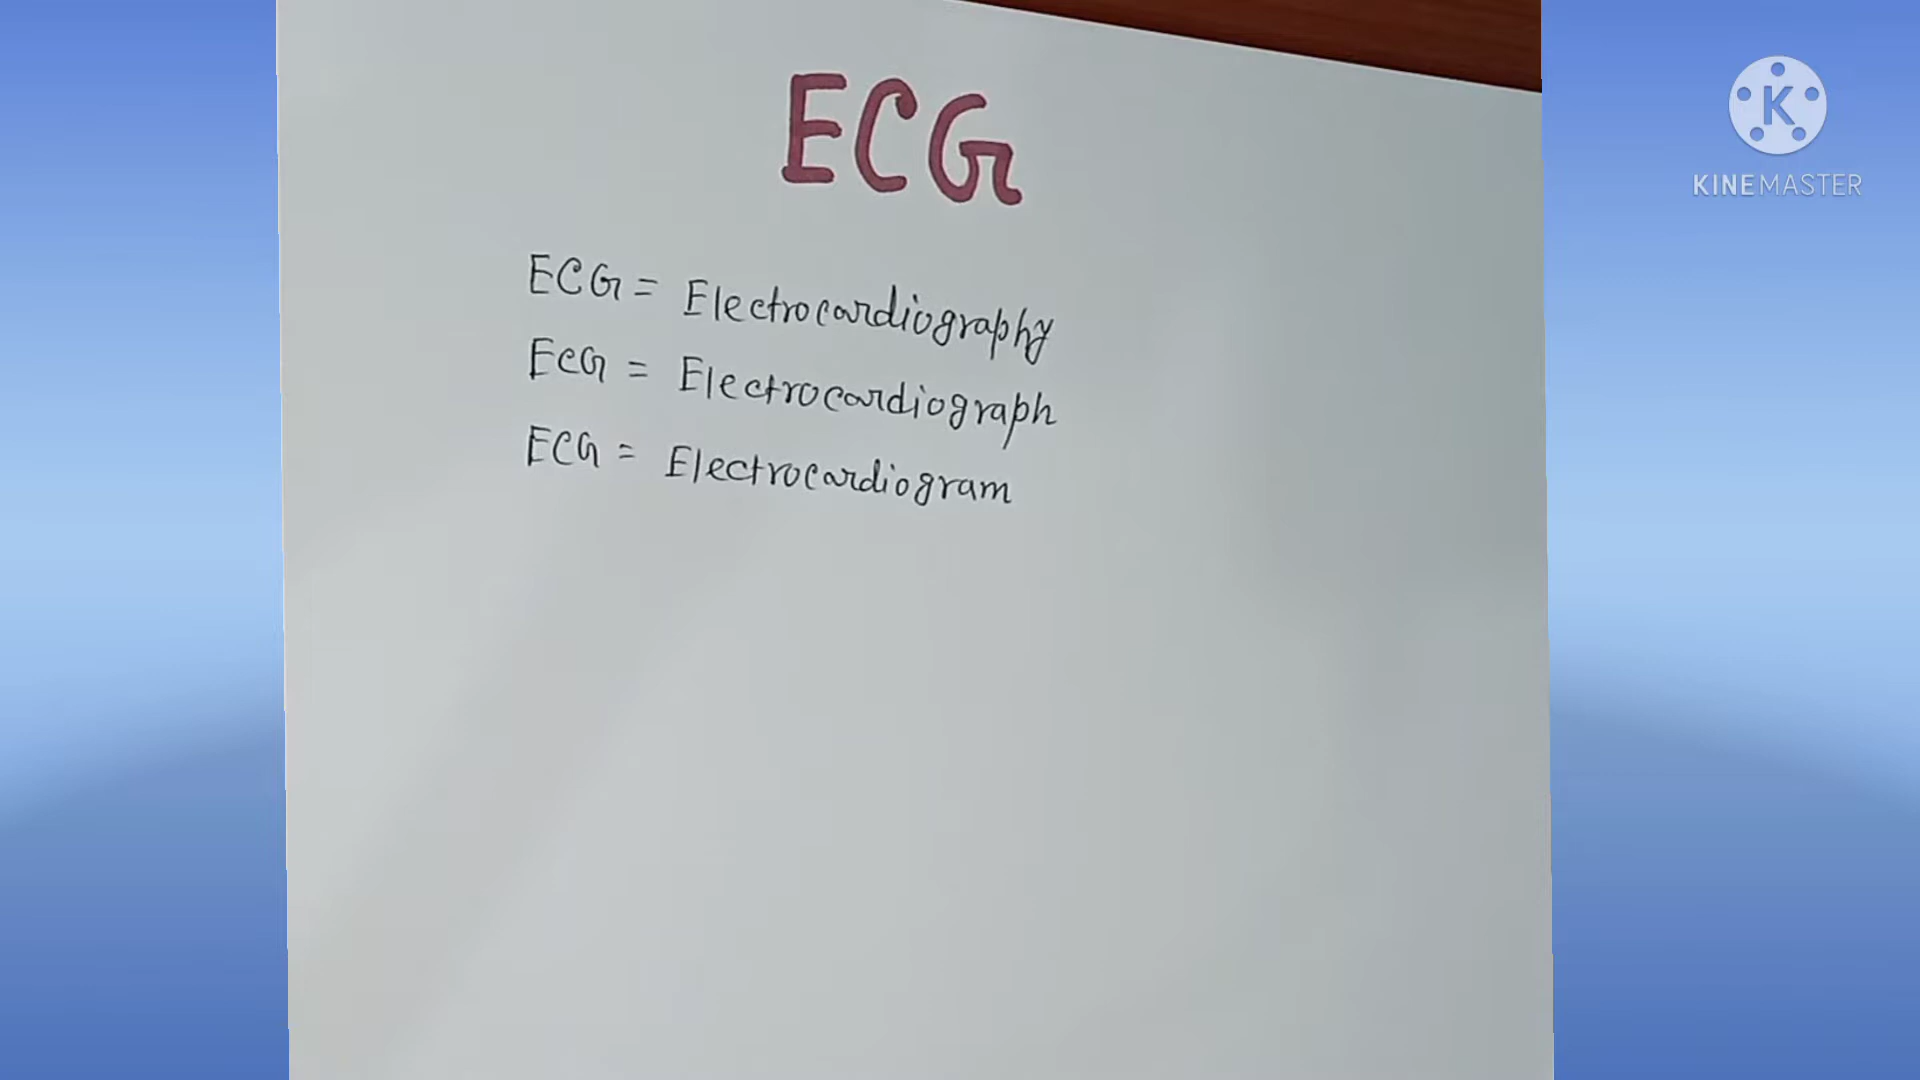 ECG
ECG = Electrocardiography
ECG = Electrocardiograph
ECG = Electrocardiogram
K
KINEMASTER